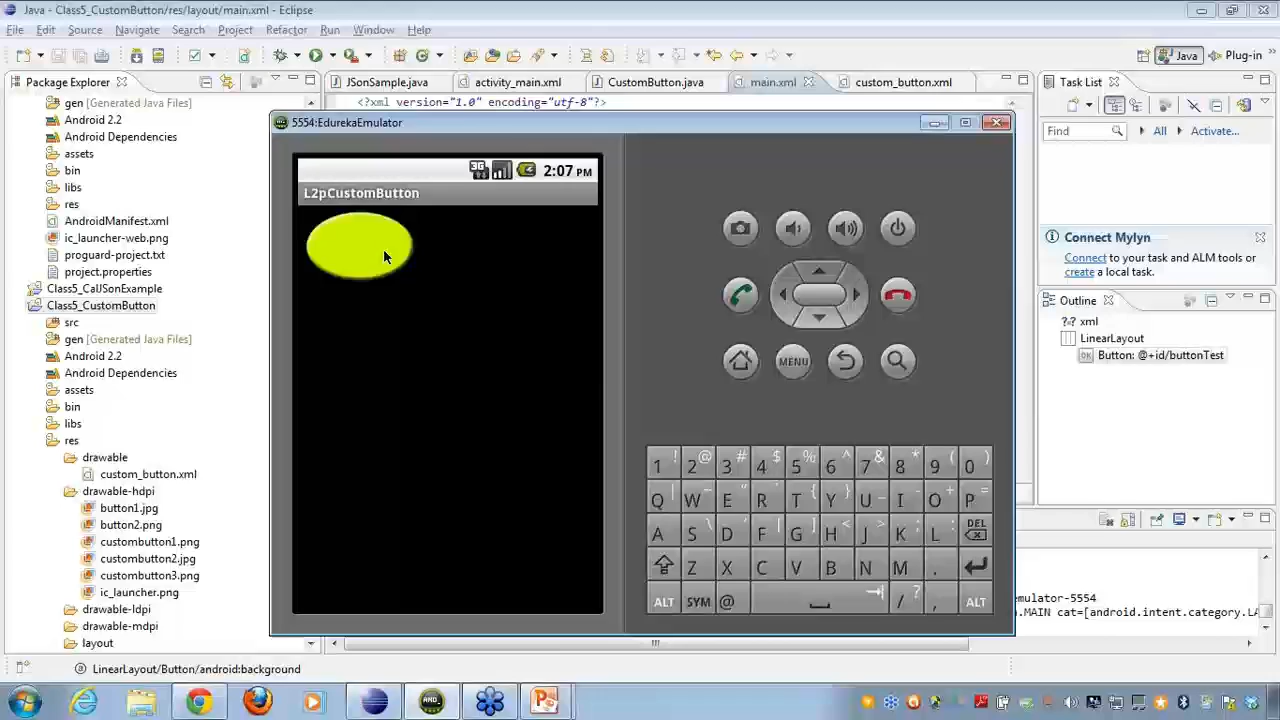 Java - Class5_CustomButton/res/layout/main.xml - Eclipse
File Edit Source Navigate Search Project Refactor Run Window Help
Java Plug-in
Package Explorer
JSonSample.java activity_main.xml CustomButton.java main.xml custom_button.xml
Task List
<?xml version="1.0" encoding="utf-8"?>
gen [Generated Java Files]
Android 2.2
Android Dependencies
assets
bin
libs
res
AndroidManifest.xml
ic_launcher-web.png
proguard-project.txt
project.properties
Class5_CalJSonExample
Class5_CustomButton
src
gen [Generated Java Files]
Android 2.2
Android Dependencies
assets
bin
libs
res
drawable
custom_button.xml
drawable-hdpi
button1.jpg
button2.png
custombutton1.png
custombutton2.jpg
custombutton3.png
ic_launcher.png
drawable-ldpi
drawable-mdpi
layout
5554:EdurekaEmulator
3G 2:07 PM
L2pCustomButton
MENU
1 ! 2 @ 3 # 4 $ 5 % 6 ^ 7 & 8 * 9 ( 0 )
Q W ~ E " R ` T { Y } U _ I - O + P =
A S \ D ' F [ G ] H < J > K ; L : DEL
Z X C V B N M .
ALT SYM @ / ? , ALT
Find All Activate...
Connect Mylyn
Connect to your task and ALM tools or
create a local task.
Outline
xml
LinearLayout
Button: @+id/buttonTest
emulator-5554
.MAIN cat=[android.intent.category.LA
LinearLayout/Button/android:background